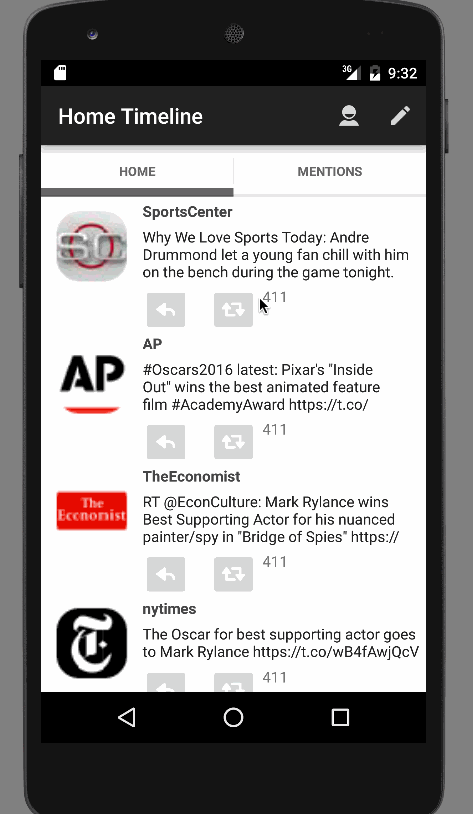 3G 9:32
Home Timeline
HOME MENTIONS
SportsCenter
SC
Why We Love Sports Today: Andre
Drummond let a young fan chill with him
on the bench during the game tonight.
411
AP
AP
#Oscars2016 latest: Pixar's "Inside
Out" wins the best animated feature
film #AcademyAward https://t.co/
411
TheEconomist
The
Economist
RT @EconCulture: Mark Rylance wins
Best Supporting Actor for his nuanced
painter/spy in "Bridge of Spies" https://
411
nytimes
T
The Oscar for best supporting actor goes
to Mark Rylance https://t.co/wB4fAwjQcV
411